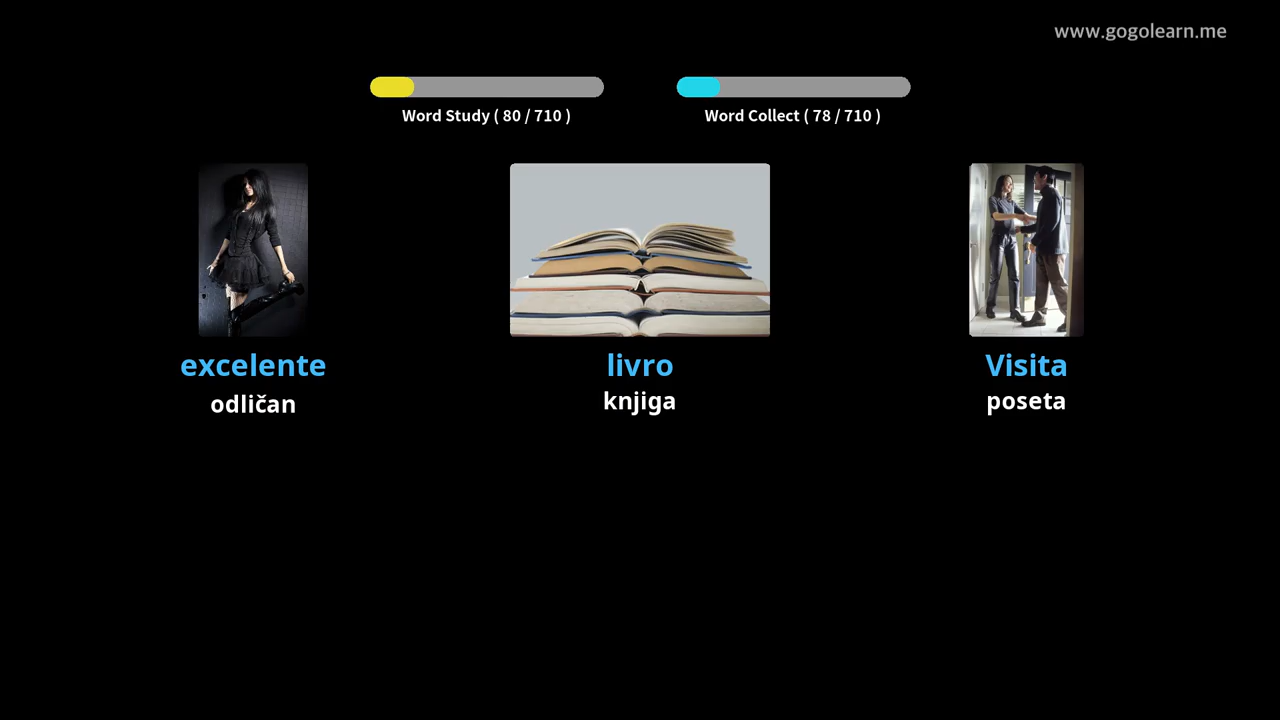 www.gogolearn.me
Word Study ( 80 / 710 )
Word Collect ( 78 / 710 )
excelente
odličan
livro
knjiga
Visita
poseta